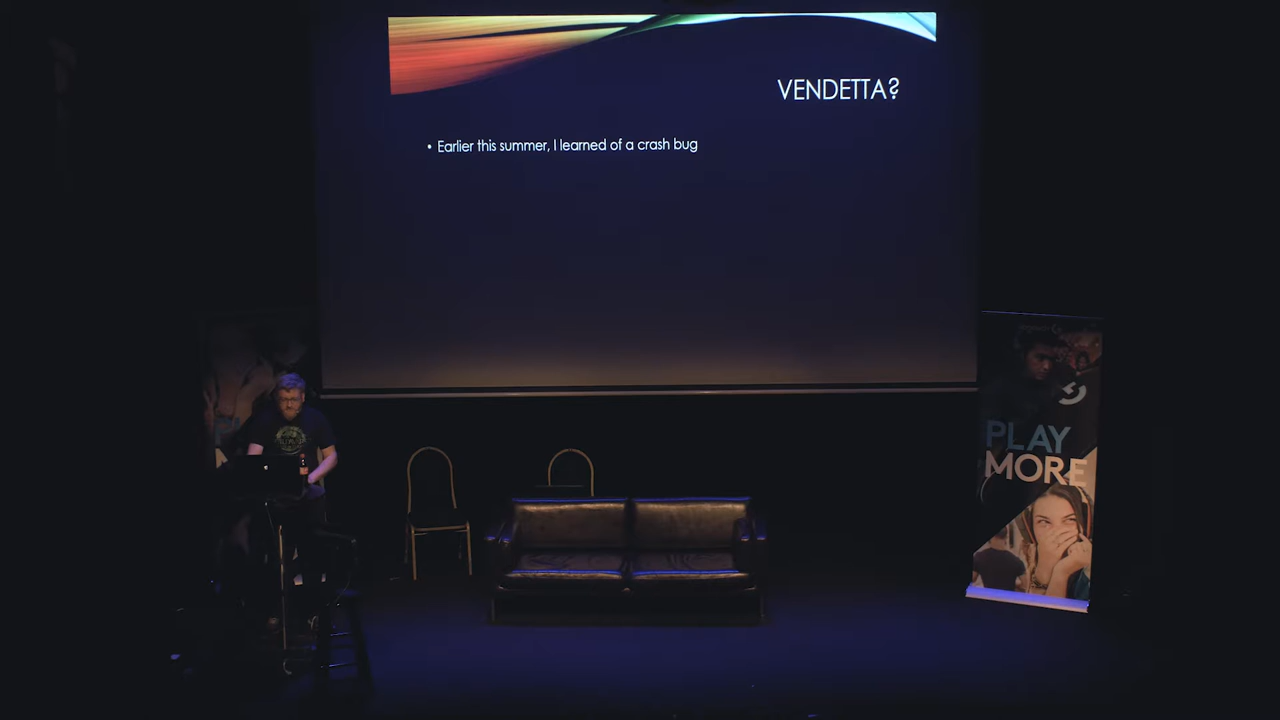 VENDETTA?
• Earlier this summer, I learned of a crash bug
PLAY
MORE